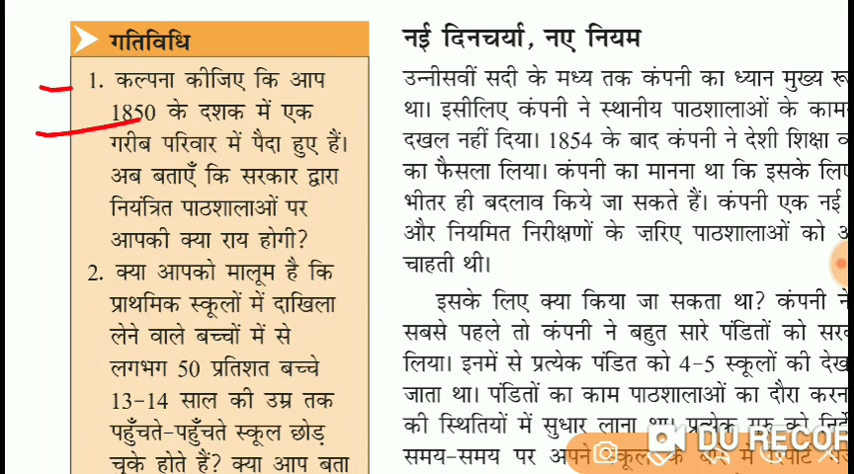 गतिविधि
1. कल्पना कीजिए कि आप
1850 के दशक में एक
गरीब परिवार में पैदा हुए हैं।
अब बताएँ कि सरकार द्वारा
नियंत्रित पाठशालाओं पर
आपकी क्या राय होगी?
2. क्या आपको मालूम है कि
प्राथमिक स्कूलों में दाखिला
लेने वाले बच्चों में से
लगभग 50 प्रतिशत बच्चे
13-14 साल की उम्र तक
पहुँचते-पहुँचते स्कूल छोड़
चुके होते हैं? क्या आप बता
नई दिनचर्या, नए नियम
उन्नीसवीं सदी के मध्य तक कंपनी का ध्यान मुख्य
था। इसीलिए कंपनी ने स्थानीय पाठशालाओं के
दखल नहीं दिया। 1854 के बाद कंपनी ने देशी शिक्षा
का फैसला लिया। कंपनी का मानना था कि इसके
भीतर ही बदलाव किये जा सकते हैं। कंपनी एक नई
और नियमित निरीक्षणों के ज़रिए पाठशालाओं को
चाहती थी।
इसके लिए क्या किया जा सकता था? कंपनी ने
सबसे पहले तो कंपनी ने बहुत सारे पंडितों को
लिया। इनमें से प्रत्येक पंडित को 4-5 स्कूलों की
जाता था। पंडितों का काम पाठशालाओं का दौरा
की स्थितियों में सुधार लाना था। प्रत्येक गुरु को
समय-समय पर अपने स्कूल के बारे में
DU RECOR